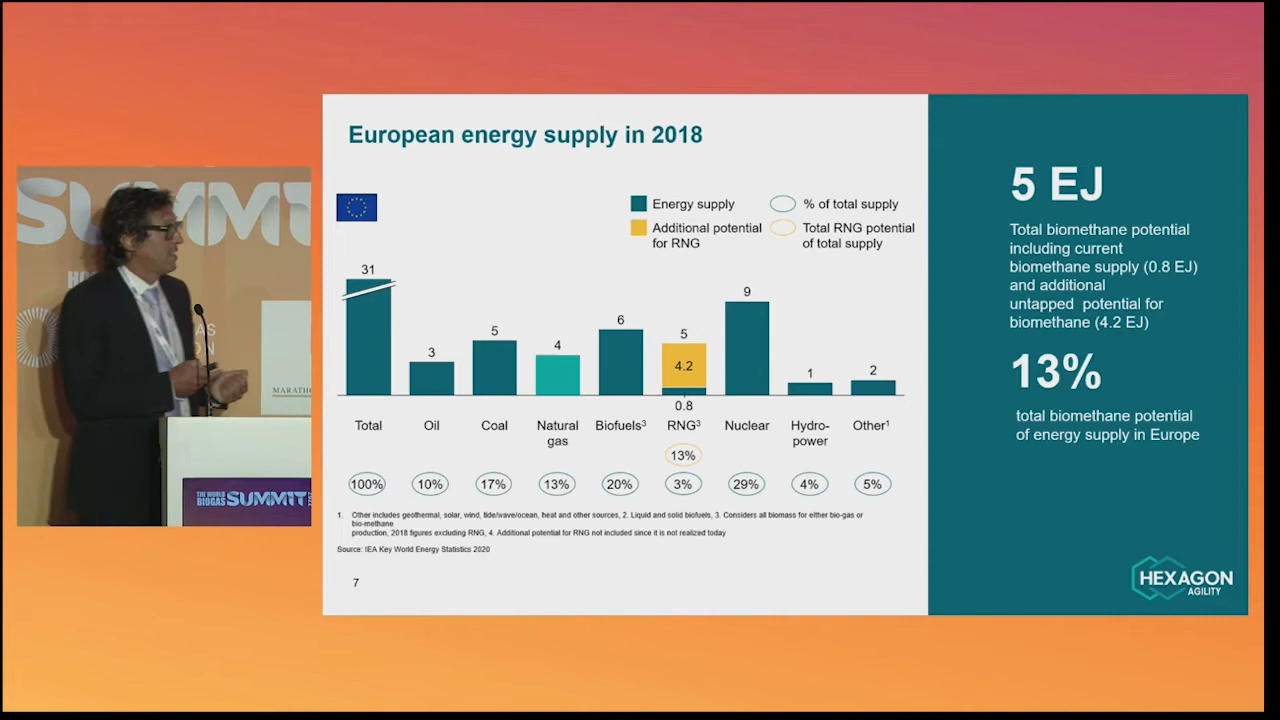 European energy supply in 2018
Energy supply
% of total supply
Additional potential
for RNG
Total RNG potential
of total supply
31
3
5
4
6
5
4.2
0.8
9
1
2
Total
Oil
Coal
Natural
gas
Biofuels³
RNG³
Nuclear
Hydro-
power
Other¹
13%
100%
10%
17%
13%
20%
3%
29%
4%
5%
1. Other includes geothermal, solar, wind, tide/wave/ocean, heat and other sources, 2. Liquid and solid biofuels, 3. Considers all biomass for either bio-gas or
bio-methane
production, 2018 figures excluding RNG, 4. Additional potential for RNG not included since it is not realized today
Source: IEA Key World Energy Statistics 2020
7
5 EJ
Total biomethane potential
including current
biomethane supply (0.8 EJ)
and additional
untapped potential for
biomethane (4.2 EJ)
13%
total biomethane potential
of energy supply in Europe
HEXAGON
AGILITY
SUMMIT
MARATH
THE WORLD
BIOGAS SUMMIT